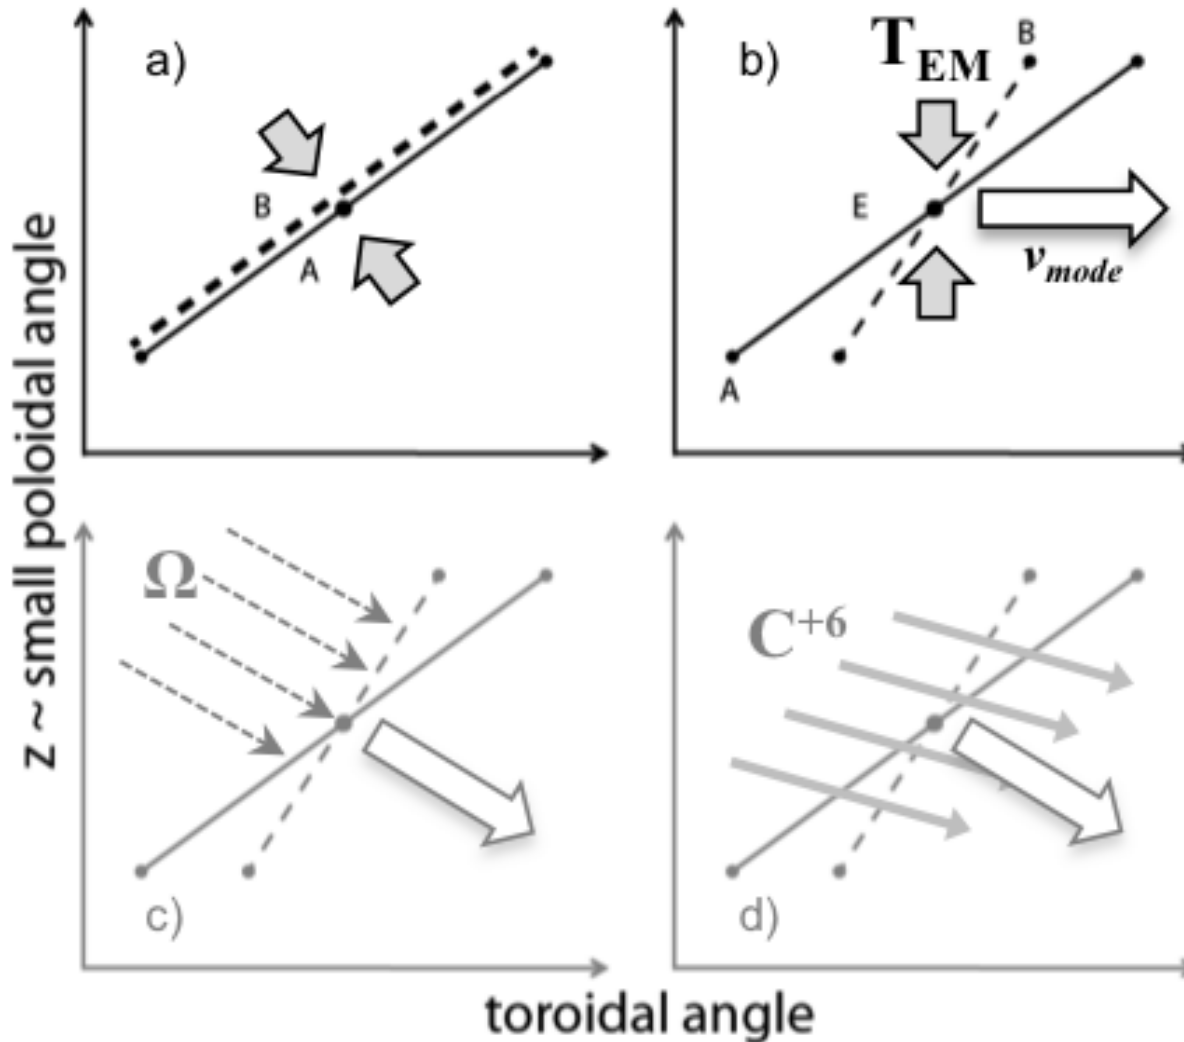 a)
B
A
b)
T_EM
B
E
v_mode
A
Ω
c)
C^+6
d)
z ~ small poloidal angle
toroidal angle